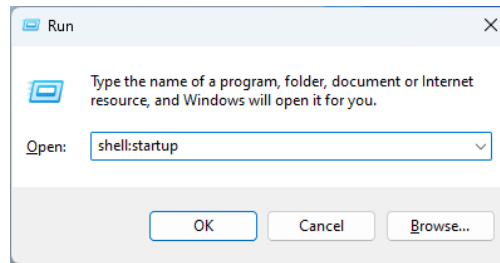 Run
Type the name of a program, folder, document or Internet
resource, and Windows will open it for you.
Open: shell:startup
OK Cancel Browse...